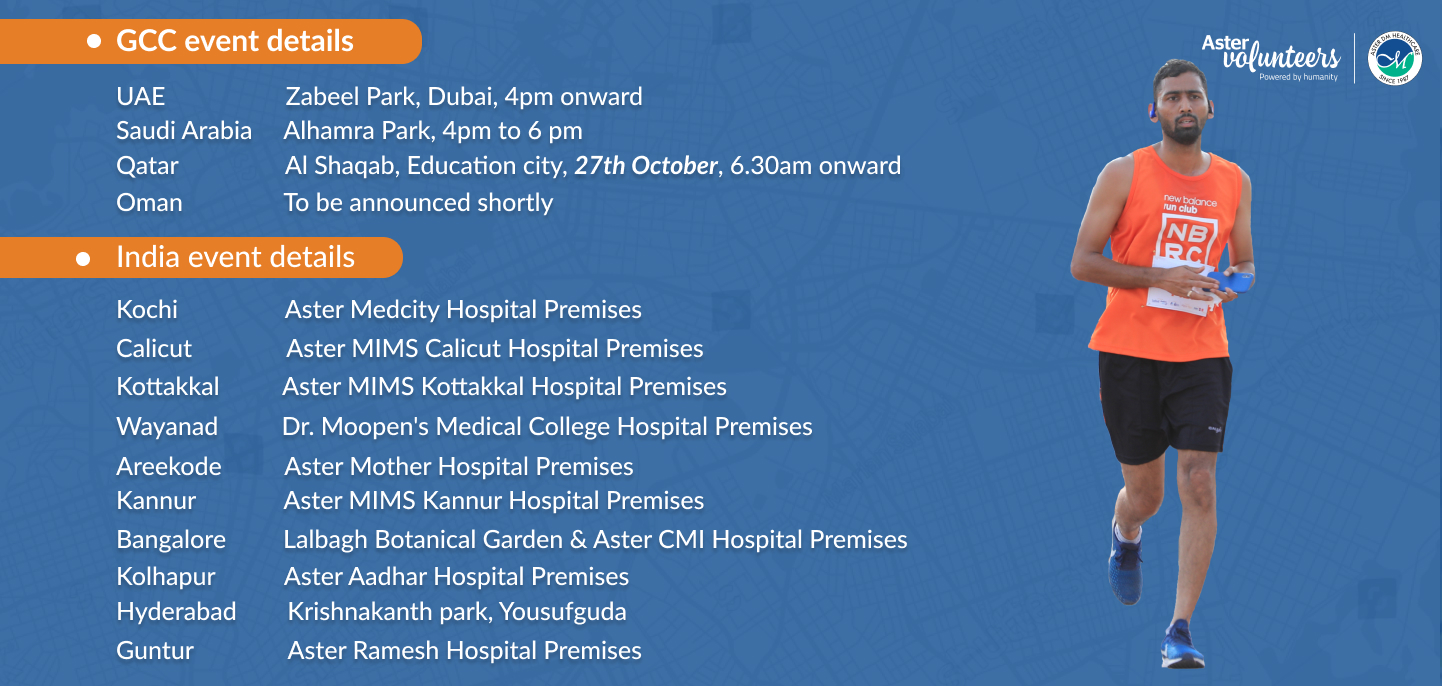 GCC event details
UAE Zabeel Park, Dubai, 4pm onward
Saudi Arabia Alhamra Park, 4pm to 6 pm
Qatar Al Shaqab, Education city, 27th October, 6.30am onward
Oman To be announced shortly
India event details
Kochi Aster Medcity Hospital Premises
Calicut Aster MIMS Calicut Hospital Premises
Kottakkal Aster MIMS Kottakkal Hospital Premises
Wayanad Dr. Moopen's Medical College Hospital Premises
Areekode Aster Mother Hospital Premises
Kannur Aster MIMS Kannur Hospital Premises
Bangalore Lalbagh Botanical Garden & Aster CMI Hospital Premises
Kolhapur Aster Aadhar Hospital Premises
Hyderabad Krishnakanth park, Yousufguda
Guntur Aster Ramesh Hospital Premises
Aster
volunteers
Powered by humanity
ASTER DM HEALTHCARE
SINCE 1987
new balance
run club
NB
RC